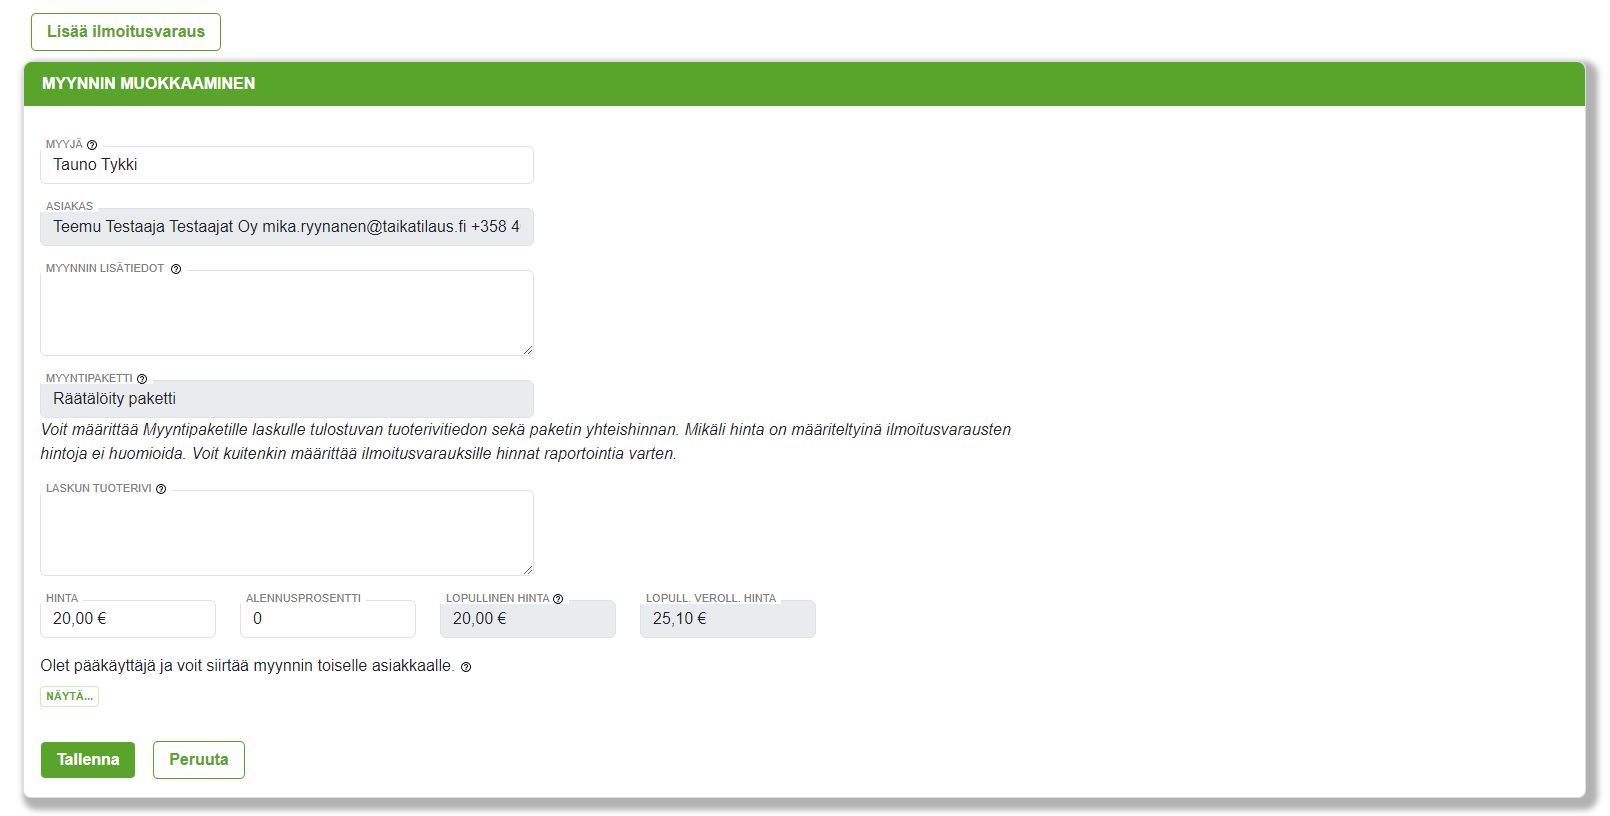 Lisää ilmoitusvaraus
MYYNNIN MUOKKAAMINEN
MYYJÄ
Tauno Tykki
ASIAKAS
Teemu Testaaja Testaajat Oy mika.ryynanen@taikatilaus.fi +358 4
MYYNNIN LISÄTIEDOT
MYYNTIPAKETTI
Räätälöity paketti
Voit määrittää Myyntipaketille laskulle tulostuvan tuoterivitiedon sekä paketin yhteishinnan. Mikäli hinta on määriteltyinä ilmoitusvarausten
hintoja ei huomioida. Voit kuitenkin määrittää ilmoitusvarauksille hinnat raportointia varten.
LASKUN TUOTERIVI
HINTA ALENNUSPROSENTTI LOPULLINEN HINTA LOPULL. VEROLL. HINTA
20,00 € 0 20,00 € 25,10 €
Olet pääkäyttäjä ja voit siirtää myynnin toiselle asiakkaalle.
NÄYTÄ...
Tallenna Peruuta